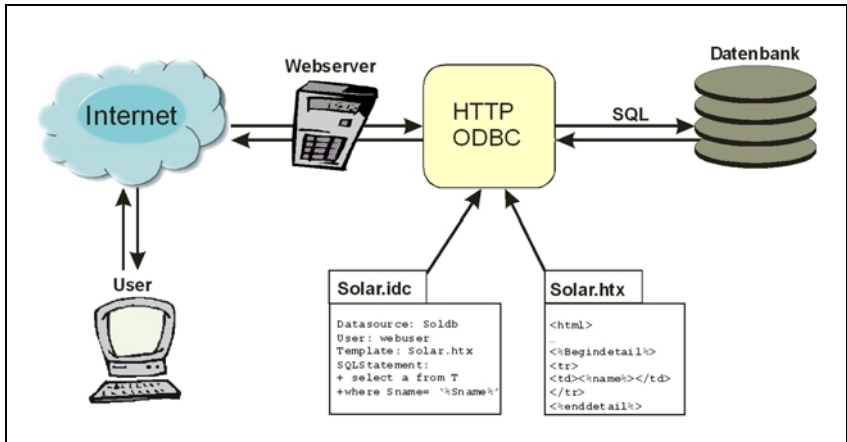 Webserver
Datenbank
Internet
HTTP
ODBC
SQL
User
Solar.idc
Datasource: Soldb
User: webuser
Template: Solar.htx
SQLStatement:
+ select a from T
+where Sname= '%Sname%'
Solar.htx
<html>
…
<%Begindetail%>
<tr>
<td><%name%></td>
</tr>
<%enddetail%>